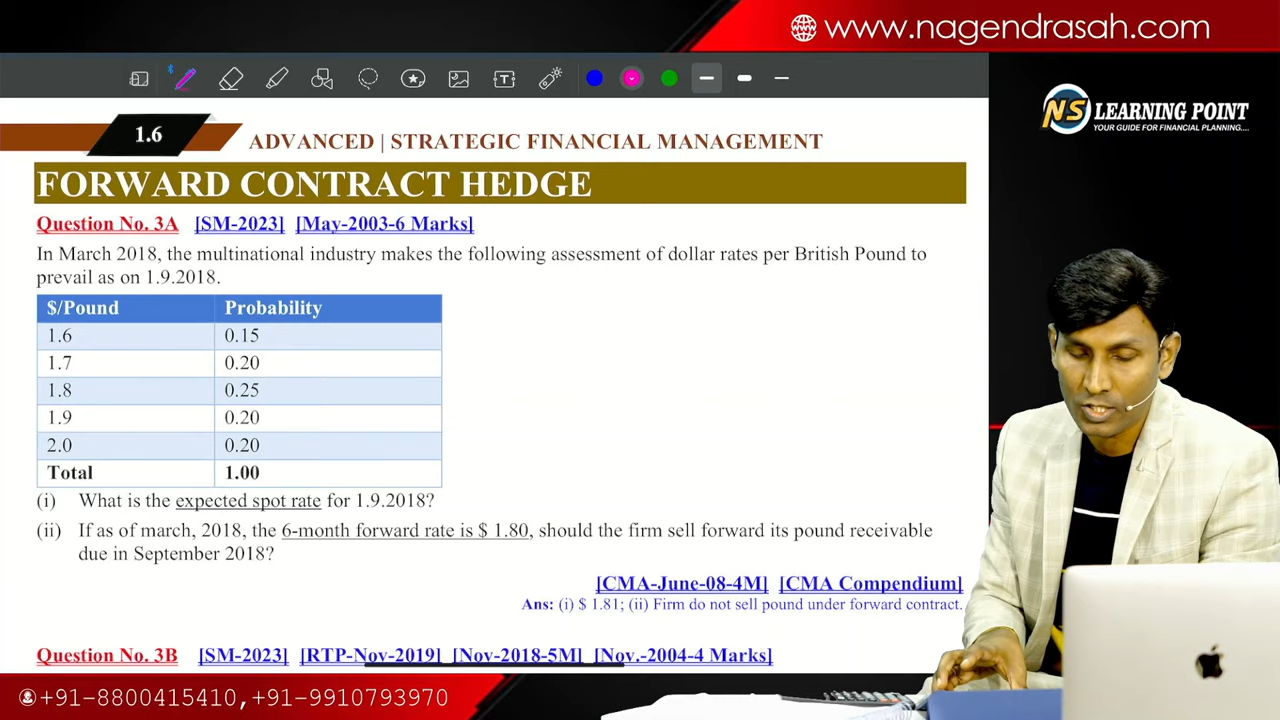 www.nagendrasah.com
NS LEARNING POINT
YOUR GUIDE FOR FINANCIAL PLANNING....
1.6
ADVANCED | STRATEGIC FINANCIAL MANAGEMENT
FORWARD CONTRACT HEDGE
Question No. 3A [SM-2023] [May-2003-6 Marks]
In March 2018, the multinational industry makes the following assessment of dollar rates per British Pound to
prevail as on 1.9.2018.
$/Pound Probability
1.6 0.15
1.7 0.20
1.8 0.25
1.9 0.20
2.0 0.20
Total 1.00
(i) What is the expected spot rate for 1.9.2018?
(ii) If as of march, 2018, the 6-month forward rate is $ 1.80, should the firm sell forward its pound receivable
due in September 2018?
[CMA-June-08-4M] [CMA Compendium]
Ans: (i) $ 1.81; (ii) Firm do not sell pound under forward contract.
Question No. 3B [SM-2023] [RTP-Nov-2019] [Nov-2018-5M] [Nov.-2004-4 Marks]
+91-8800415410,+91-9910793970